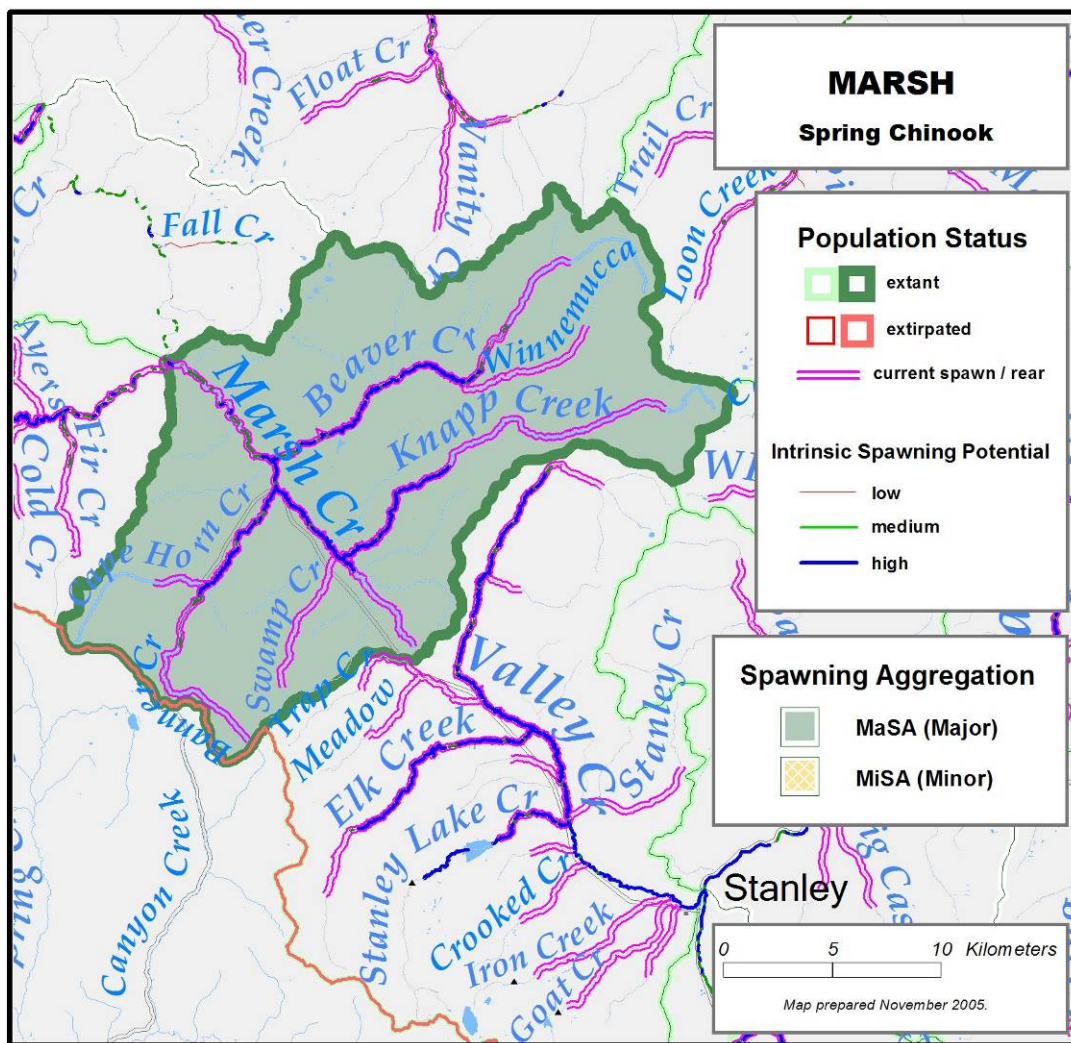 MARSH
Spring Chinook
Population Status
extant
extirpated
current spawn / rear
Intrinsic Spawning Potential
low
medium
high
Spawning Aggregation
MaSA (Major)
MiSA (Minor)
0 5 10 Kilometers
Map prepared November 2005.
Float Cr
Vanity Cr
Trail Cr
Loon Creek
Fall Cr
Ayers
Cold Cr
Fir Cr
Marsh Cr
Beaver Cr
Winnemucca
Knapp Creek
Cape Horn Cr
Swamp Cr
Banner Cr
Trap Cr
Meadow
Valley Cr
Elk Creek
Stanley Cr
Stanley Lake Cr
Crooked Cr
Iron Creek
Goat Cr
Canyon Creek
Stanley